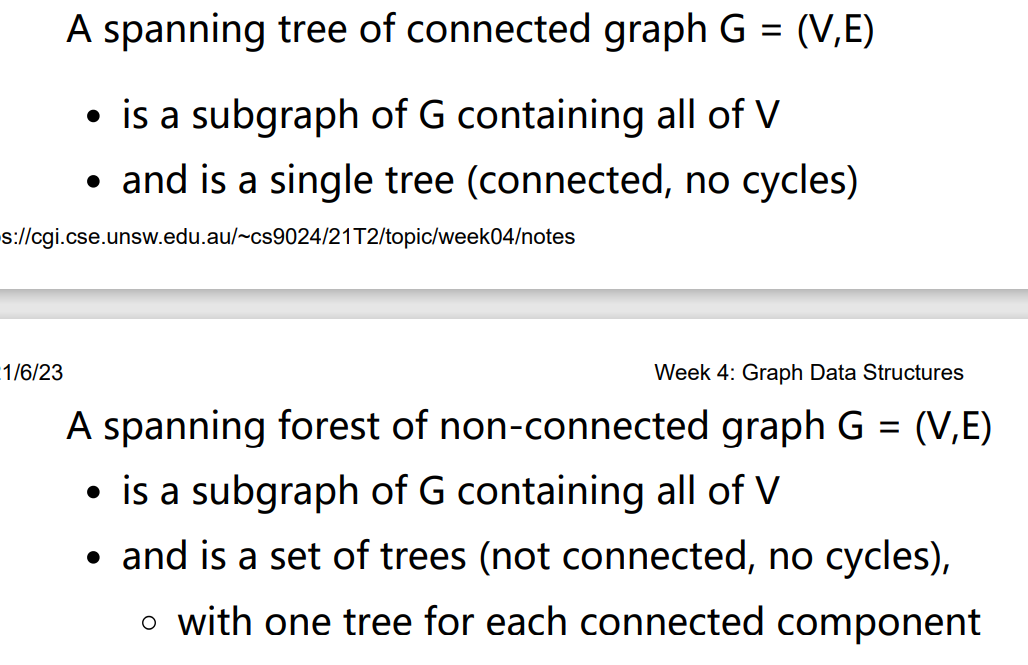 A spanning tree of connected graph G = (V,E)
• is a subgraph of G containing all of V
• and is a single tree (connected, no cycles)
s://cgi.cse.unsw.edu.au/~cs9024/21T2/topic/week04/notes
1/6/23 Week 4: Graph Data Structures
A spanning forest of non-connected graph G = (V,E)
• is a subgraph of G containing all of V
• and is a set of trees (not connected, no cycles),
◦ with one tree for each connected component